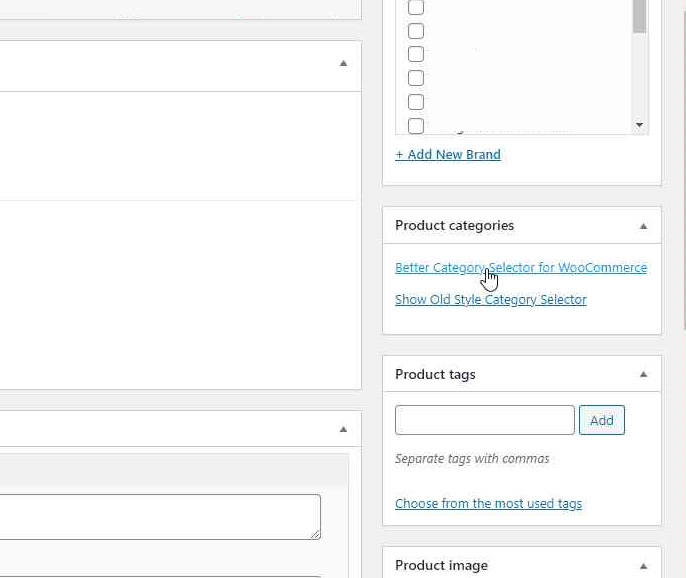 + Add New Brand
Product categories
Better Category Selector for WooCommerce
Show Old Style Category Selector
Product tags
Add
Separate tags with commas
Choose from the most used tags
Product image